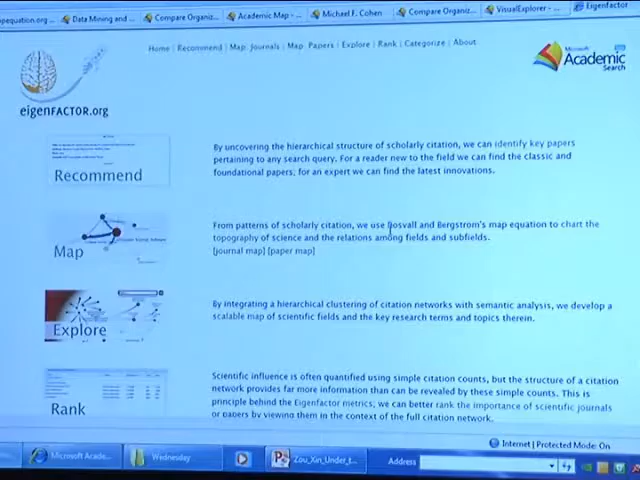 opequation.org ...
Data Mining and ...
Compare Organiz...
Academic Map - ...
Michael F. Cohen
Compare Organiz...
VisualExplorer - ...
Eigenfactor
Home | Recommend | Map Journals | Map Papers | Explore | Rank | Categorize | About
Microsoft
Academic
Search
eigenFACTOR.org
Recommend
By uncovering the hierarchical structure of scholarly citation, we can identify key papers
pertaining to any search query. For a reader new to the field we can find the classic and
foundational papers; for an expert we can find the latest innovations.
Map
From patterns of scholarly citation, we use Rosvall and Bergstrom's map equation to chart the
topography of science and the relations among fields and subfields.
[journal map] [paper map]
Explore
By integrating a hierarchical clustering of citation networks with semantic analysis, we develop a
scalable map of scientific fields and the key research terms and topics therein.
Rank
Scientific influence is often quantified using simple citation counts, but the structure of a citation
network provides far more information than can be revealed by these simple counts. This is
principle behind the Eigenfactor metrics; we can better rank the importance of scientific journals
or papers by viewing them in the context of the full citation network.
Internet | Protected Mode: On
Microsoft Acade...
Wednesday
Zou_Xin_Under_t...
Address